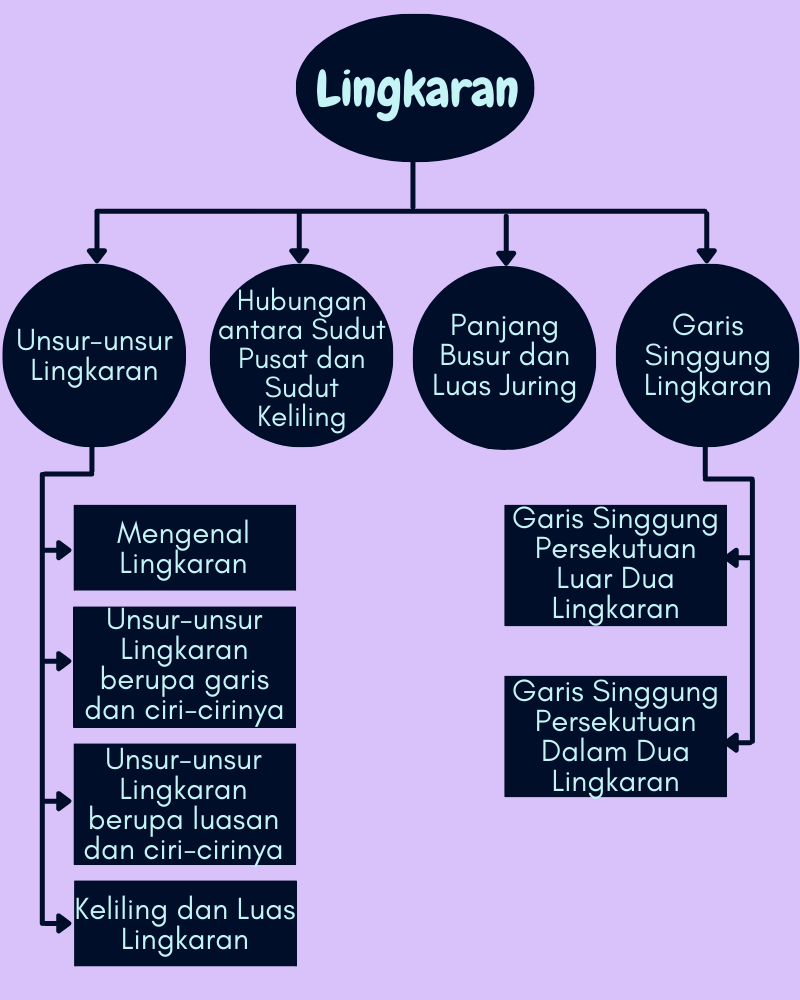 Lingkaran
Unsur-unsur
Lingkaran
Hubungan
antara Sudut
Pusat dan
Sudut
Keliling
Panjang
Busur dan
Luas Juring
Garis
Singgung
Lingkaran
Mengenal
Lingkaran
Unsur-unsur
Lingkaran
berupa garis
dan ciri-cirinya
Unsur-unsur
Lingkaran
berupa luasan
dan ciri-cirinya
Keliling dan Luas
Lingkaran
Garis Singgung
Persekutuan
Luar Dua
Lingkaran
Garis Singgung
Persekutuan
Dalam Dua
Lingkaran